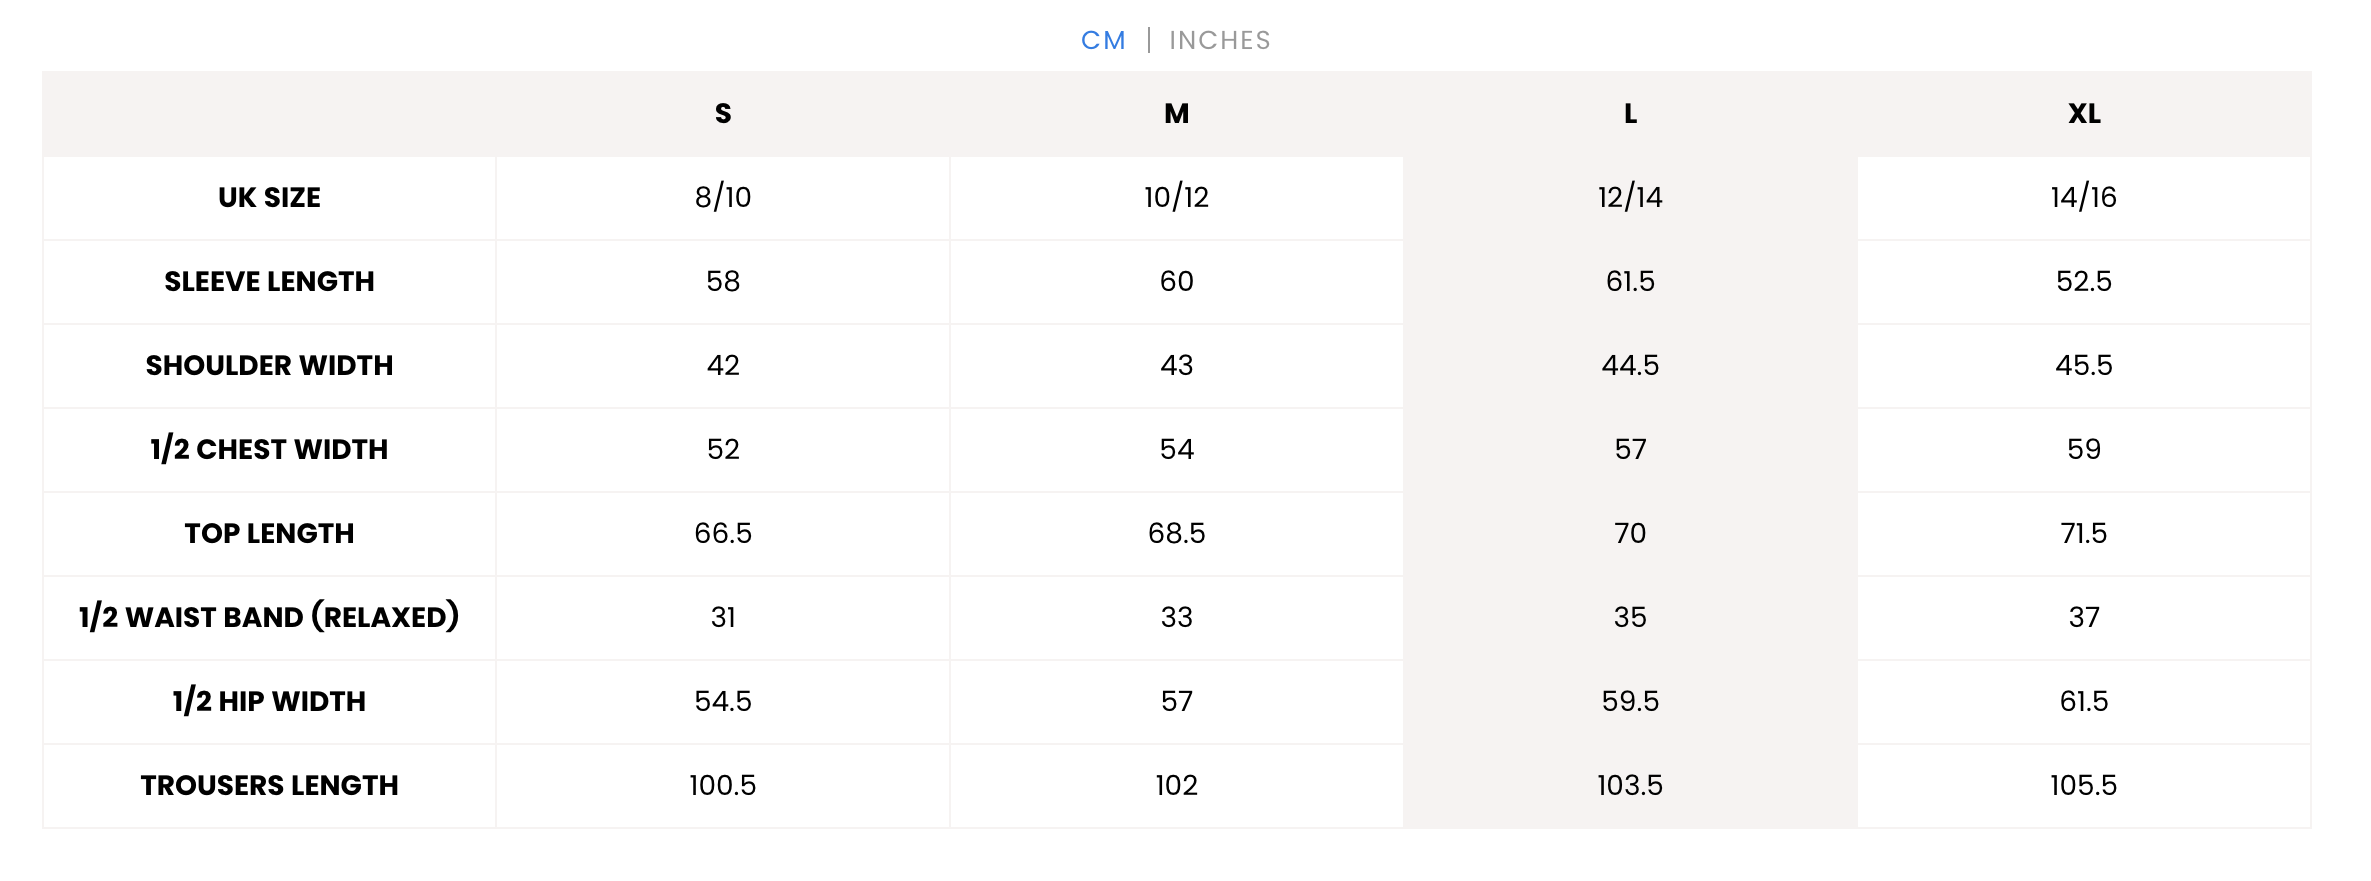 CM | INCHES
S M L XL
UK SIZE 8/10 10/12 12/14 14/16
SLEEVE LENGTH 58 60 61.5 52.5
SHOULDER WIDTH 42 43 44.5 45.5
1/2 CHEST WIDTH 52 54 57 59
TOP LENGTH 66.5 68.5 70 71.5
1/2 WAIST BAND (RELAXED) 31 33 35 37
1/2 HIP WIDTH 54.5 57 59.5 61.5
TROUSERS LENGTH 100.5 102 103.5 105.5